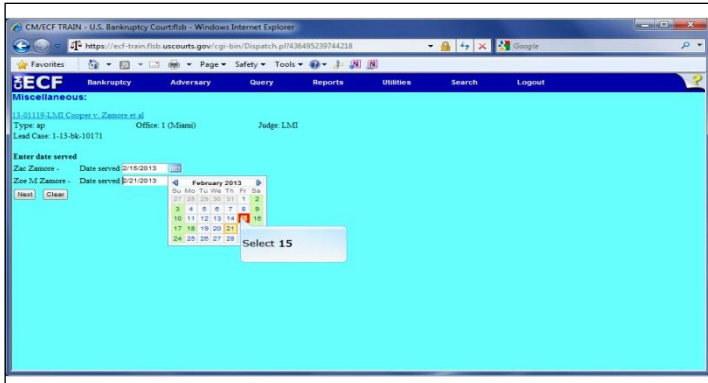 CM/ECF TRAIN - U.S. Bankruptcy Court:flsb - Windows Internet Explorer
https://ecf-train.flsb.uscourts.gov/cgi-bin/Dispatch.pl?436495239744218
Google
Favorites Page Safety Tools
ECF Bankruptcy Adversary Query Reports Utilities Search Logout ?
Miscellaneous:
13-01119-LMI Cooper v. Zamore et al
Type: ap Office: 1 (Miami) Judge: LMI
Lead Case: 1-13-bk-10171
Enter date served
Zac Zamore - Date served 2/15/2013
Zoe M Zamore - Date served 2/21/2013
Next Clear
February 2013
Su Mo Tu We Th Fr Sa
27 28 29 30 31 1 2
3 4 5 6 7 8 9
10 11 12 13 14 16
17 18 19 20 21
24 25 26 27 28
Select 15